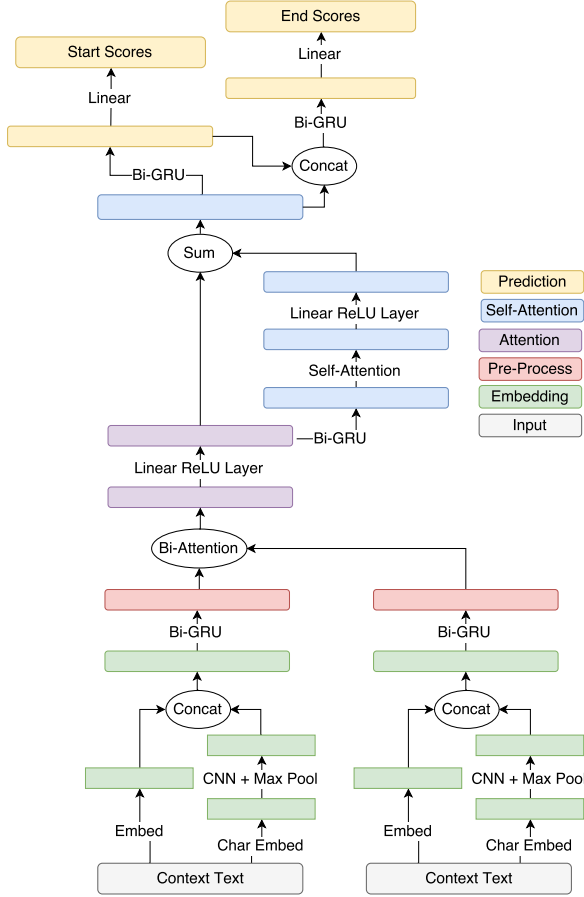 End Scores
Start Scores
Linear
Linear
Bi-GRU
Concat
Bi-GRU
Sum
Prediction
Linear ReLU Layer
Self-Attention
Attention
Self-Attention
Pre-Process
Embedding
Input
Bi-GRU
Linear ReLU Layer
Bi-Attention
Bi-GRU
Bi-GRU
Concat
Concat
CNN + Max Pool
CNN + Max Pool
Embed
Char Embed
Embed
Char Embed
Context Text
Context Text